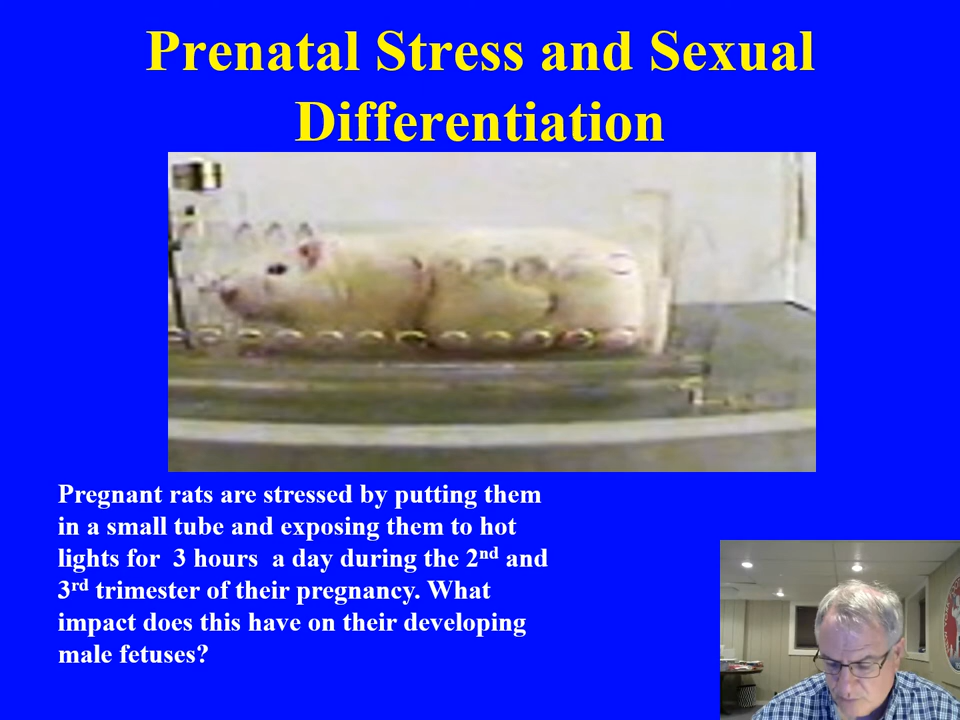 Prenatal Stress and Sexual
Differentiation
Pregnant rats are stressed by putting them
in a small tube and exposing them to hot
lights for  3 hours  a day during the 2nd and
3rd trimester of their pregnancy. What
impact does this have on their developing
male fetuses?